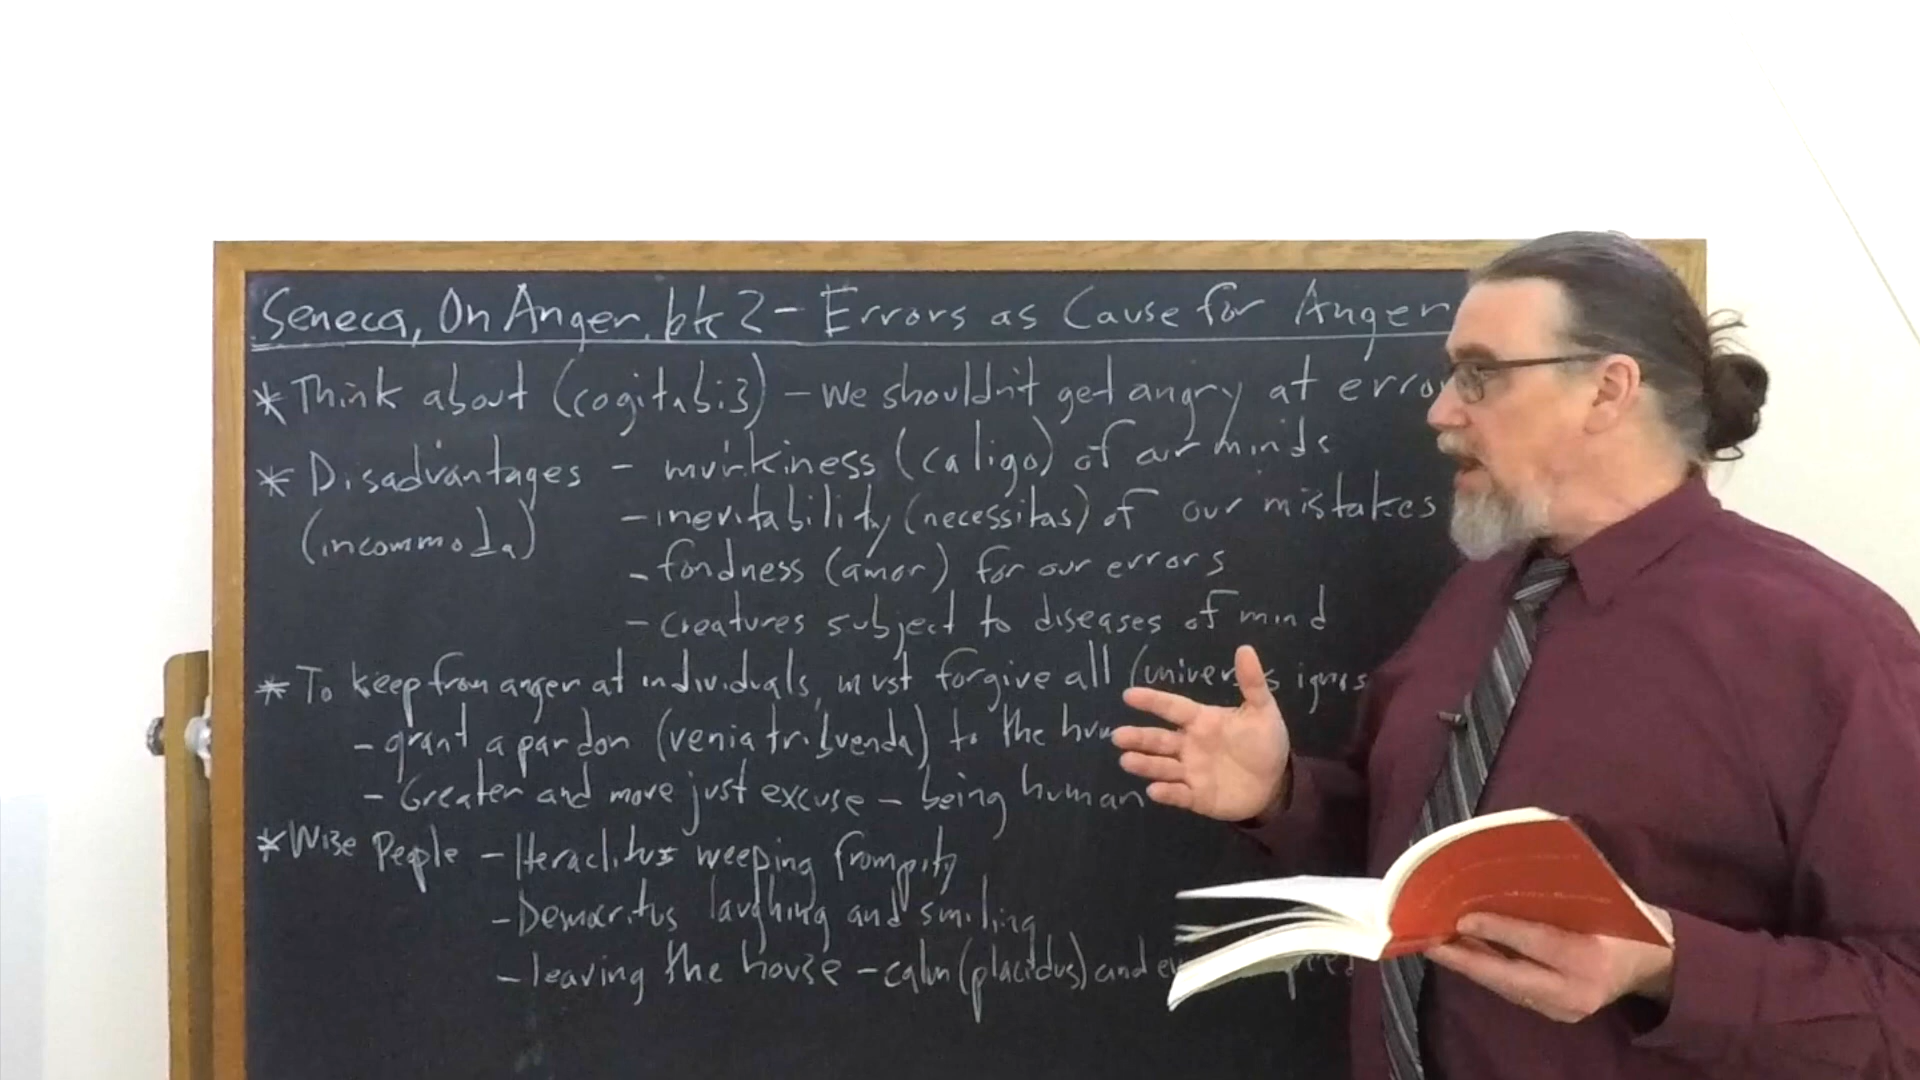 Seneca, On Anger, bk 2 - Errors as Cause for Anger
* Think about (cogitabis) - we shouldn't get angry at erro
* Disadvantages - murkiness (caligo) of our minds
(incommoda) - inevitability (necessitas) of our mistakes
- fondness (amor) for our errors
- creatures subject to diseases of mind
* To keep from anger at individuals, must forgive all
- grant a pardon (venia tribuenda) to the
- Greater and more just excuse - being human
* Wise People - Heraclitus weeping from pity
- Democritus laughing and smiling
- leaving the house - calm (placidus) and